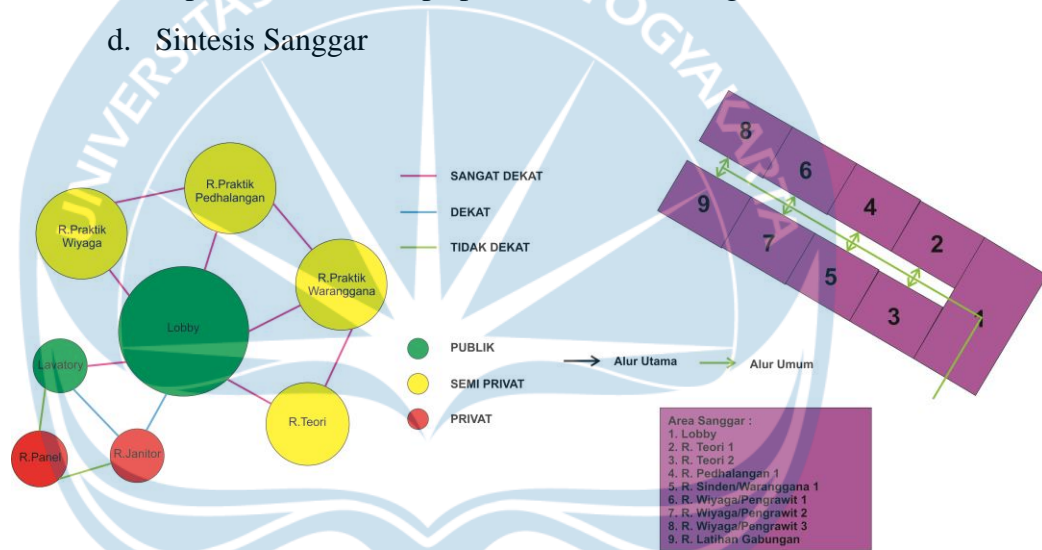 d. Sintesis Sanggar
R.Praktik
Pedhalangan
R.Praktik
Wiyaga
R.Praktik
Waranggana
Lobby
Lavatory
R.Teori
R.Panel
R.Janitor
SANGAT DEKAT
DEKAT
TIDAK DEKAT
PUBLIK
SEMI PRIVAT
PRIVAT
Alur Utama
Alur Umum
8
6
4
2
9
7
5
3
1
Area Sanggar :
1. Lobby
2. R. Teori 1
3. R. Teori 2
4. R. Pedhalangan 1
5. R. Sinden/Waranggana 1
6. R. Wiyaga/Pengrawit 1
7. R. Wiyaga/Pengrawit 2
8. R. Wiyaga/Pengrawit 3
9. R. Latihan Gabungan